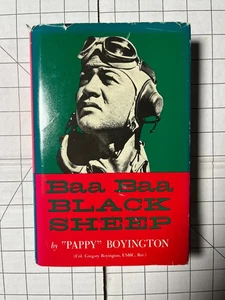 Baa Baa
BLACK
SHEEP
by "PAPPY" BOYINGTON
(Col. Gregory Boyington, USMC, Ret.)